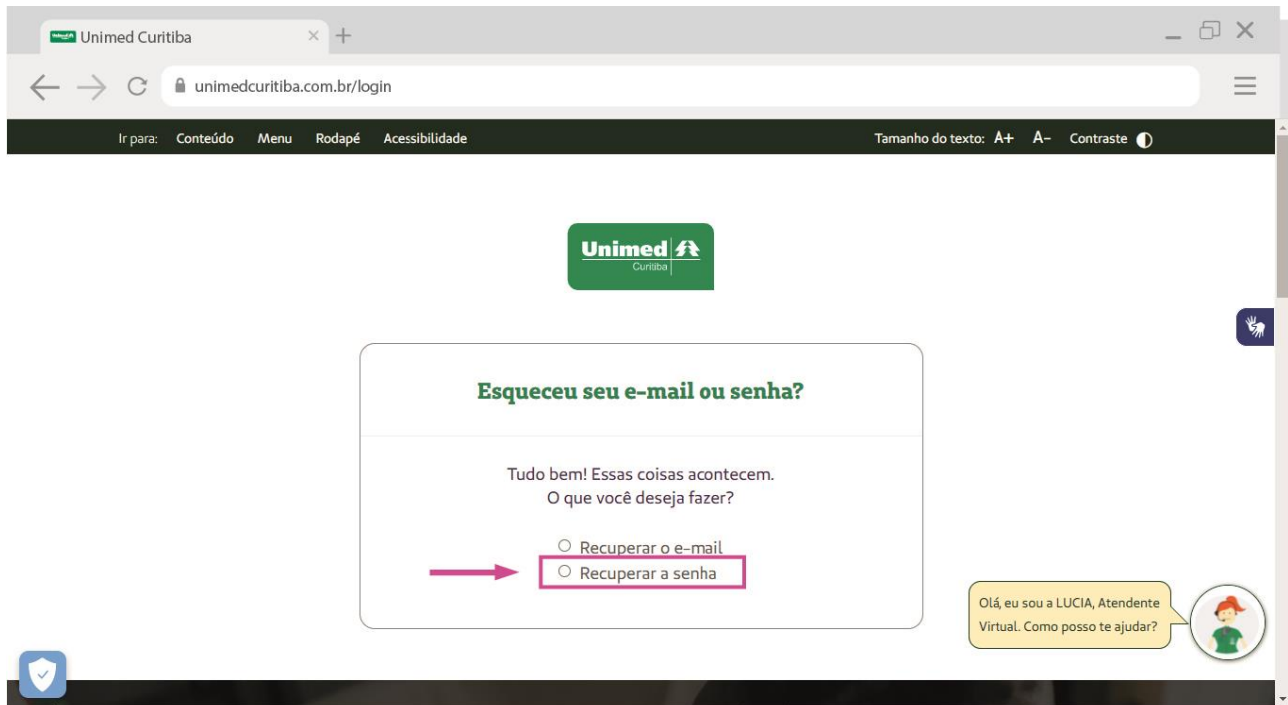 Unimed Curitiba
unimedcuritiba.com.br/login
Ir para: Conteúdo Menu Rodapé Acessibilidade
Tamanho do texto: A+ A- Contraste
Unimed
Curitiba
Esqueceu seu e-mail ou senha?
Tudo bem! Essas coisas acontecem.
O que você deseja fazer?
Recuperar o e-mail
Recuperar a senha
Olá, eu sou a LUCIA, Atendente
Virtual. Como posso te ajudar?